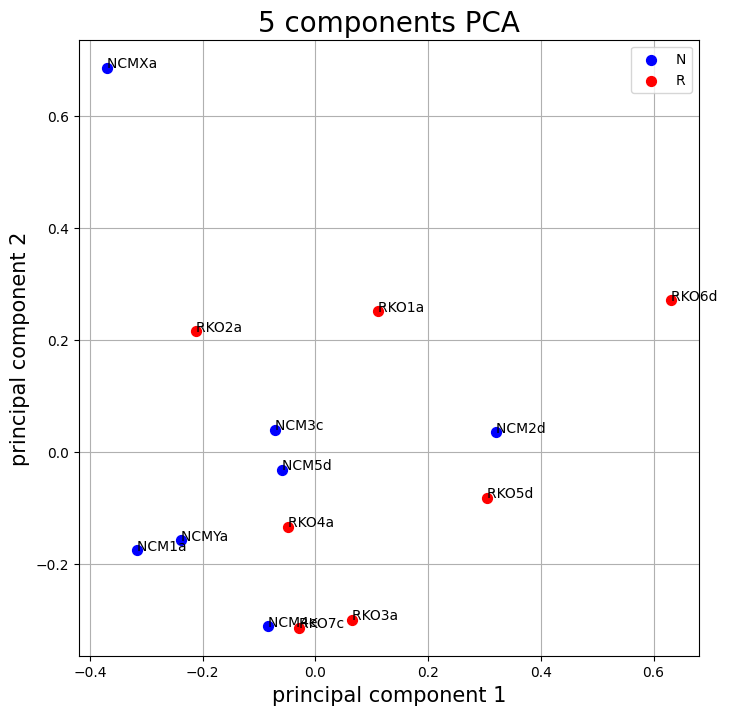 5 components PCA
N
R
NCMXa
RKO6d
RKO1a
RKO2a
NCM3c
NCM2d
NCM5d
RKO5d
RKO4a
NCMYa
NCM1a
RKO3a
RKO7c
0.6
0.4
0.2
0.0
−0.2
−0.4
−0.2
0.0
0.2
0.4
0.6
principal component 1
principal component 2